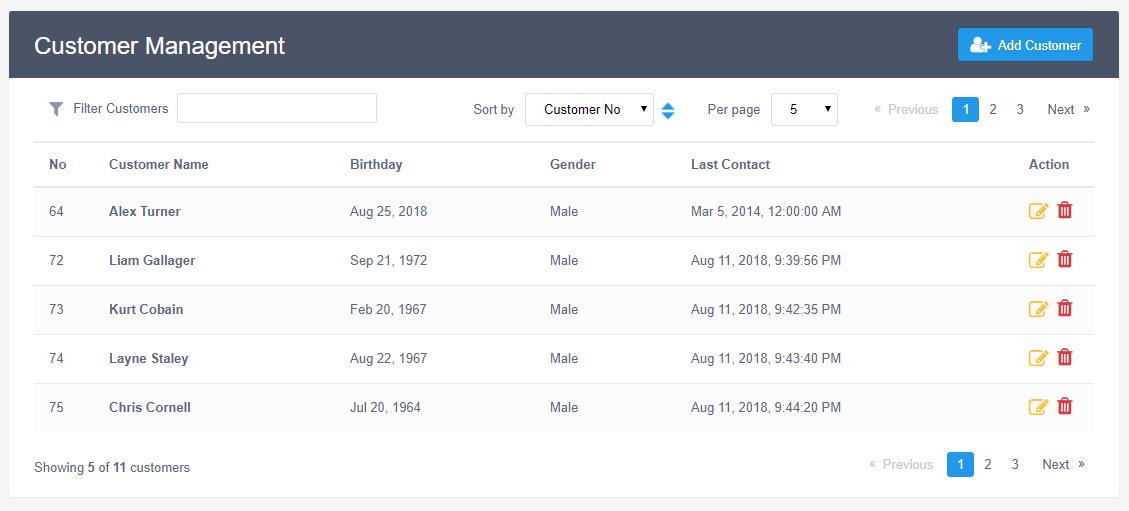 Customer Management
Add Customer
Filter Customers
Sort by Customer No
Per page 5
« Previous 1 2 3 Next »
No Customer Name Birthday Gender Last Contact Action
64 Alex Turner Aug 25, 2018 Male Mar 5, 2014, 12:00:00 AM
72 Liam Gallager Sep 21, 1972 Male Aug 11, 2018, 9:39:56 PM
73 Kurt Cobain Feb 20, 1967 Male Aug 11, 2018, 9:42:35 PM
74 Layne Staley Aug 22, 1967 Male Aug 11, 2018, 9:43:40 PM
75 Chris Cornell Jul 20, 1964 Male Aug 11, 2018, 9:44:20 PM
Showing 5 of 11 customers
« Previous 1 2 3 Next »